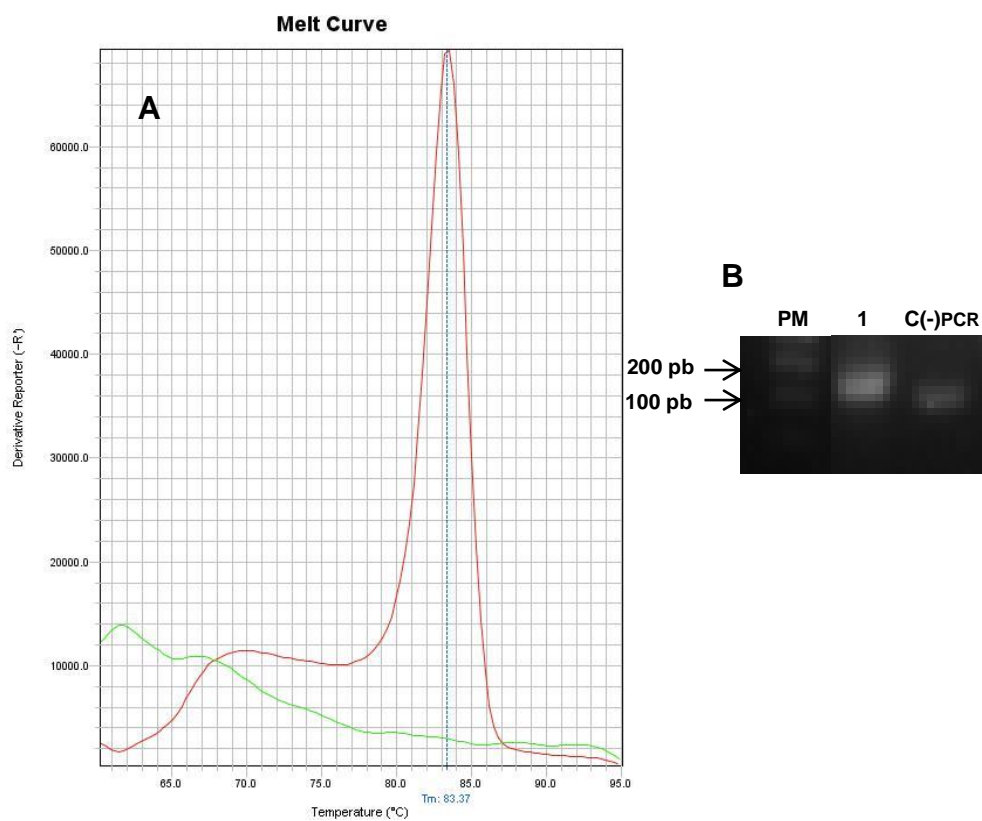 Melt Curve
A
60000.0
50000.0
40000.0
30000.0
20000.0
10000.0
Derivative Reporter (-R')
65.0 70.0 75.0 80.0 85.0 90.0 95.0
Tm: 83.37
Temperature (°C)
B
PM 1 C(-)PCR
200 pb
100 pb